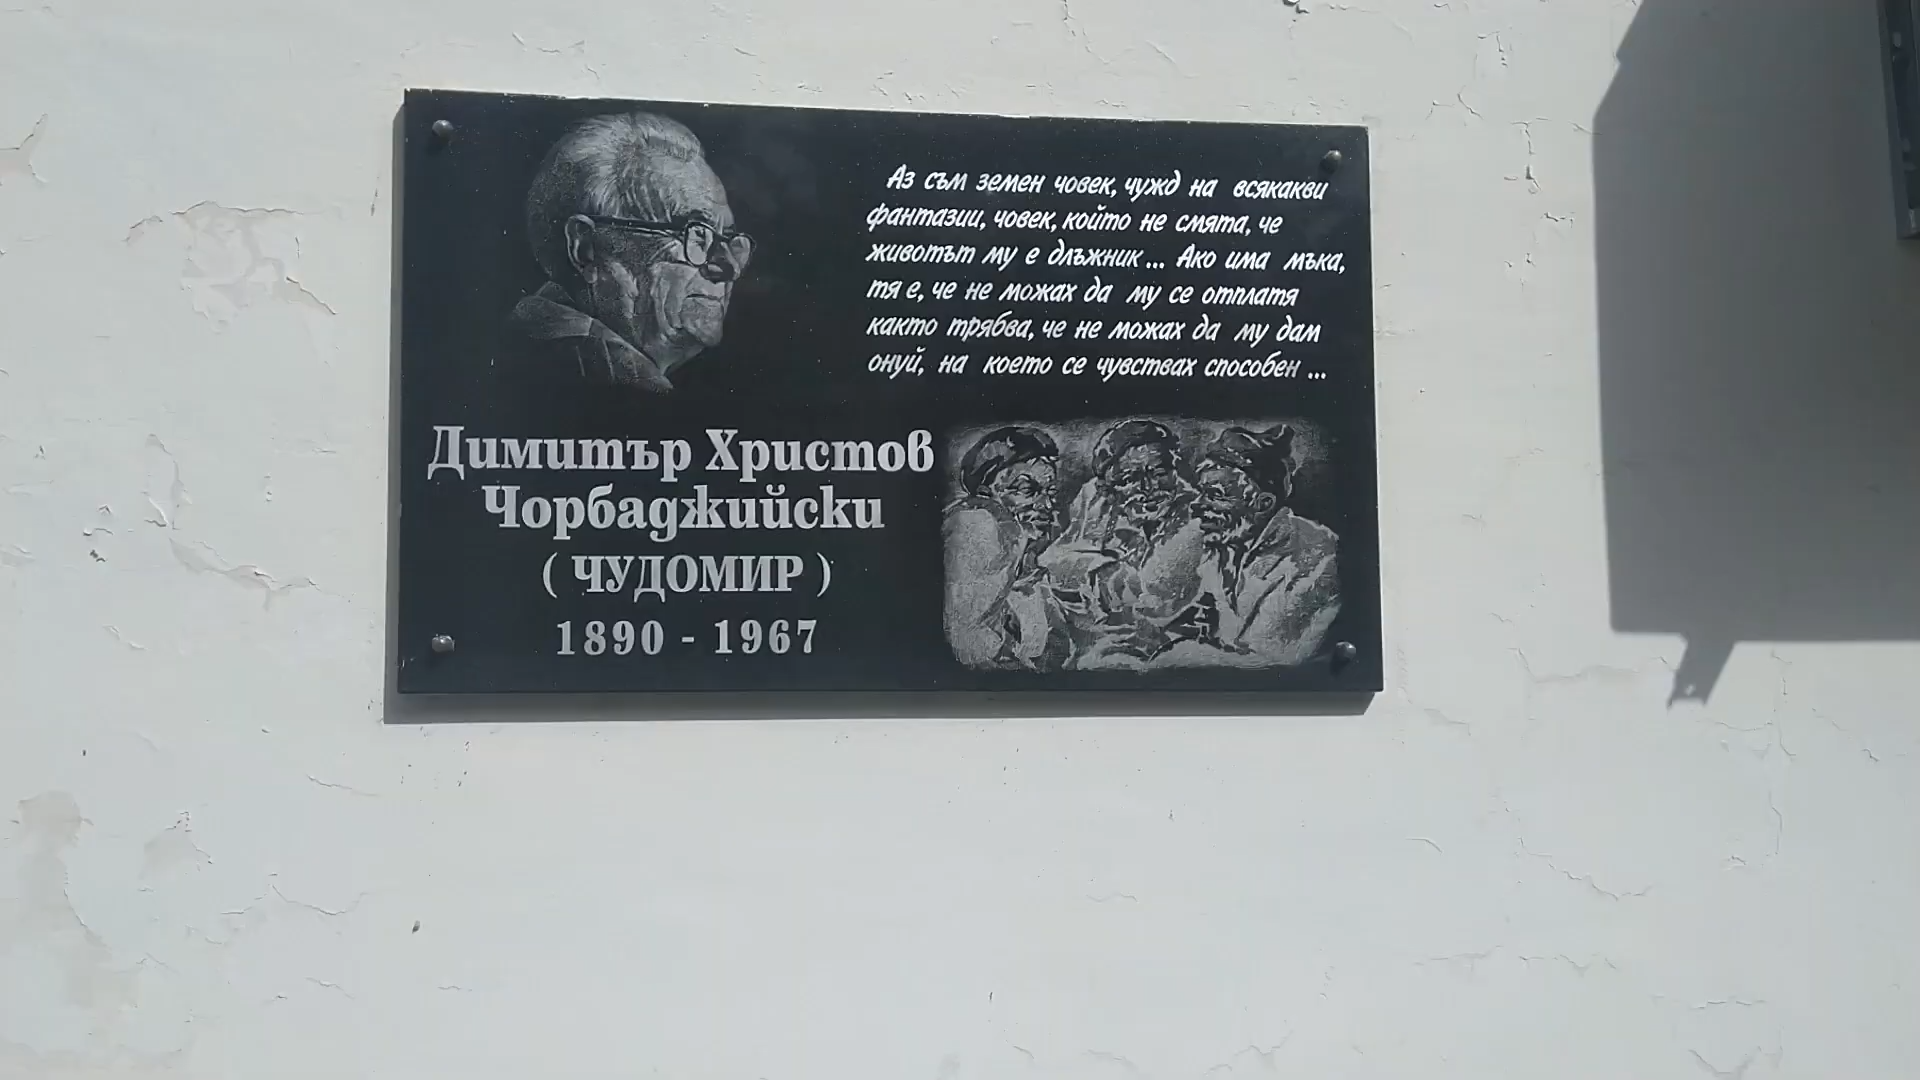 Аз съм земен човек, чужд на всякакви
фантазии, човек, който не смята, че
животът му е длъжник ... Ако има мъка,
тя е, че не можах да му се отплатя
както трябва, че не можах да му дам
онуй, на което се чувствах способен ...
Димитър Христов
Чорбаджийски
( ЧУДОМИР )
1890 - 1967